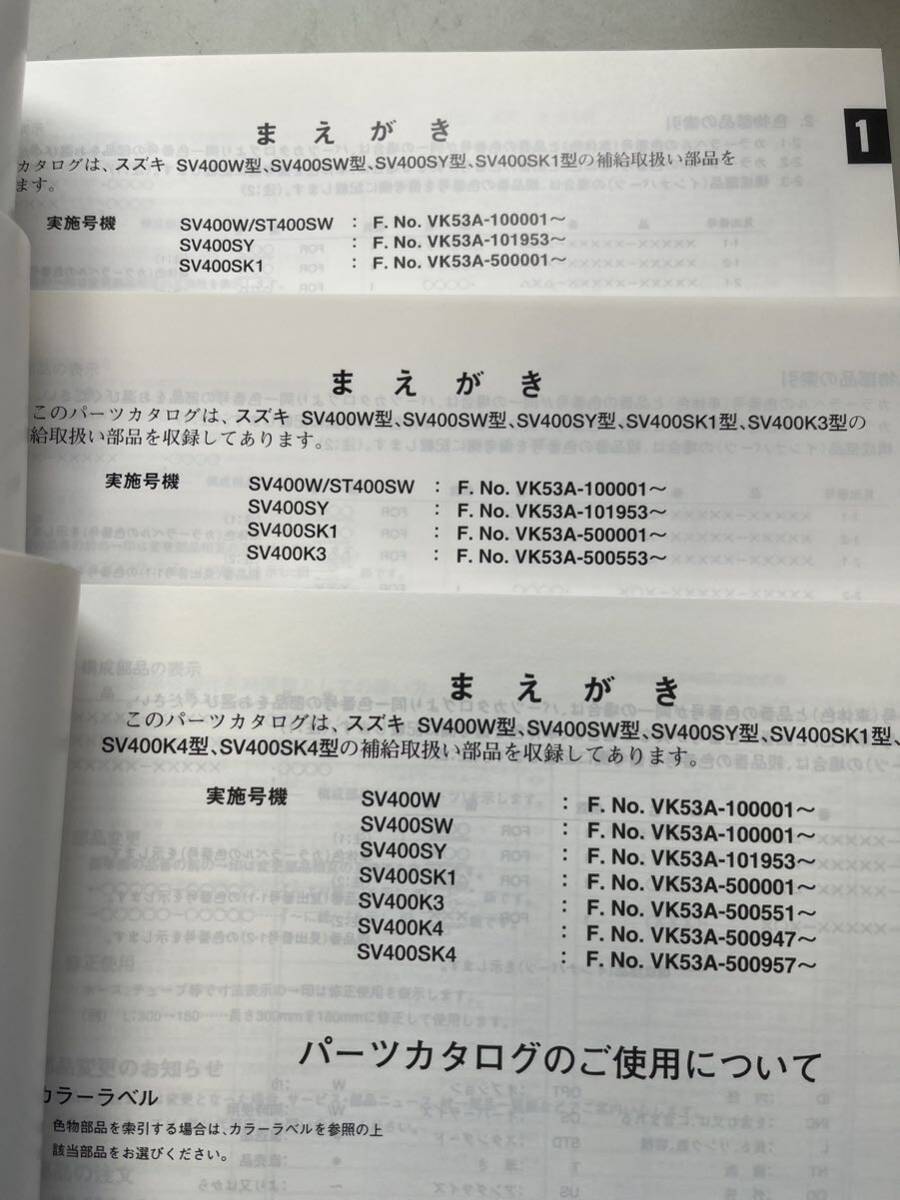 まえがき
1
カタログは、スズキ SV400W型、SV400SW型、SV400SY型、SV400SK1型の補給取扱い部品を
ます。
実施号機 SV400W/ST400SW : F. No. VK53A-100001～
SV400SY : F. No. VK53A-101953～
SV400SK1 : F. No. VK53A-500001～
まえがき
このパーツカタログは、スズキ SV400W型、SV400SW型、SV400SY型、SV400SK1型、SV400K3型の
給取扱い部品を収録してあります。
実施号機 SV400W/ST400SW : F. No. VK53A-100001～
SV400SY : F. No. VK53A-101953～
SV400SK1 : F. No. VK53A-500001～
SV400K3 : F. No. VK53A-500553～
まえがき
このパーツカタログは、スズキ SV400W型、SV400SW型、SV400SY型、SV400SK1型、
SV400K4型、SV400SK4型の補給取扱い部品を収録してあります。
実施号機 SV400W : F. No. VK53A-100001～
SV400SW : F. No. VK53A-100001～
SV400SY : F. No. VK53A-101953～
SV400SK1 : F. No. VK53A-500001～
SV400K3 : F. No. VK53A-500551～
SV400K4 : F. No. VK53A-500947～
SV400SK4 : F. No. VK53A-500957～
パーツカタログのご使用について
カラーラベル
色物部品を索引する場合は、カラーラベルを参照の上
該当部品をお選びください。